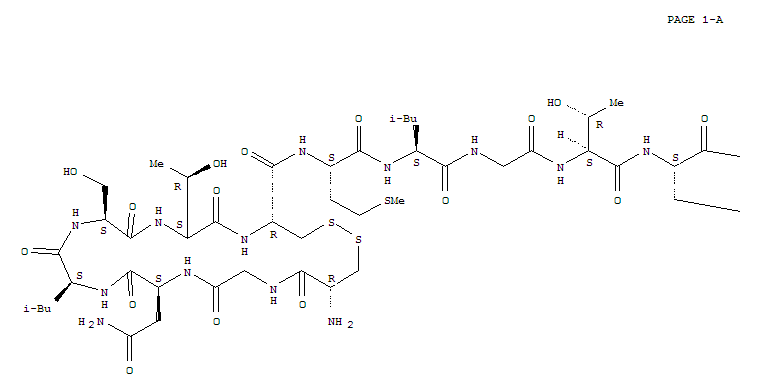 PAGE 1-A
i-Bu HO Me
O O H N O R H N O
H N S N H S O N H S O S
HO Me R OH O H N S SMe
H N S O H N S O N H R S S
O S O S H N H N O R
i-Bu N H O O NH2
H2N O